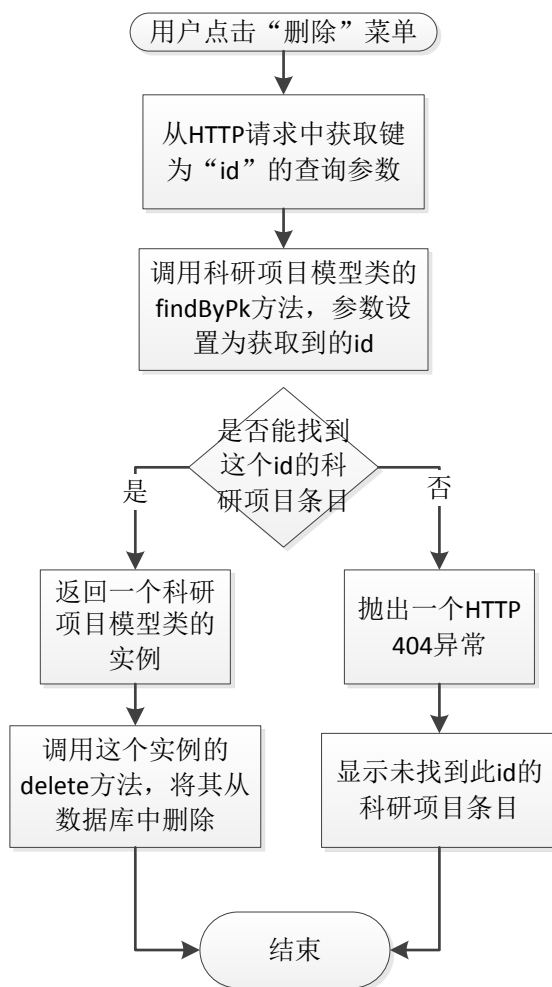 用户点击“删除”菜单
从HTTP请求中获取键
为“id”的查询参数
调用科研项目模型类的
findByPk方法，参数设
置为获取到的id
是否能找到
这个id的科
研项目条目
是
否
返回一个科研
项目模型类的
实例
抛出一个HTTP
404异常
调用这个实例的
delete方法，将其从
数据库中删除
显示未找到此id的
科研项目条目
结束